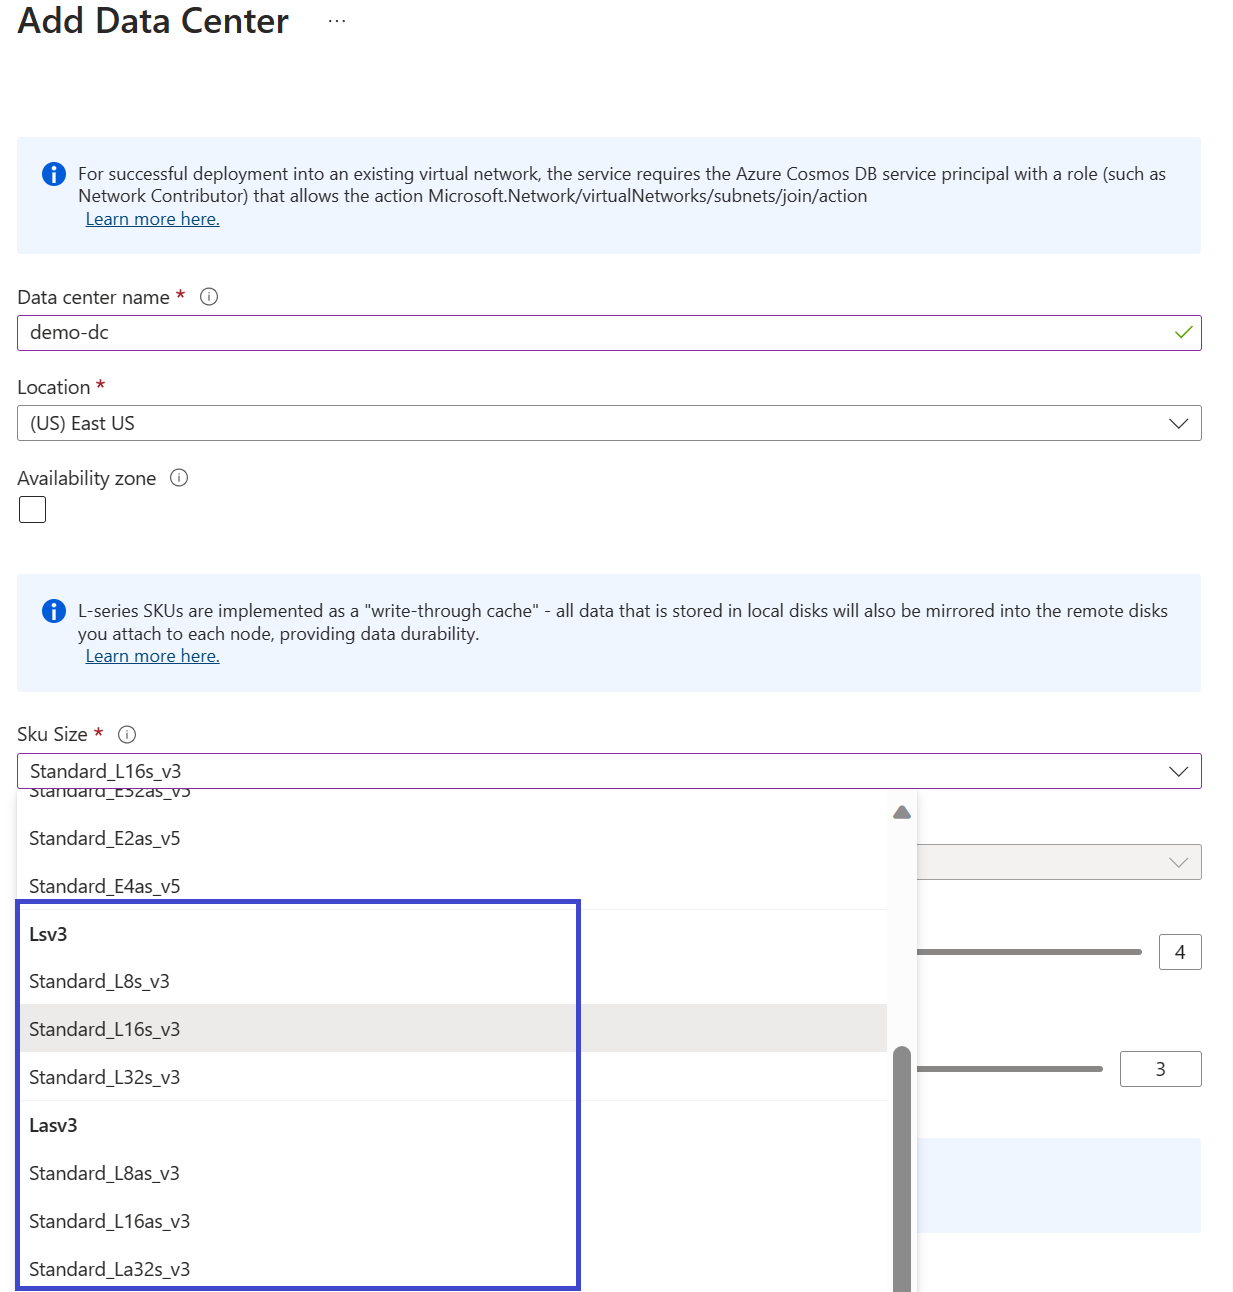 Add Data Center ...
For successful deployment into an existing virtual network, the service requires the Azure Cosmos DB service principal with a role (such as
Network Contributor) that allows the action Microsoft.Network/virtualNetworks/subnets/join/action
Learn more here.
Data center name *
demo-dc
Location *
(US) East US
Availability zone
L-series SKUs are implemented as a "write-through cache" - all data that is stored in local disks will also be mirrored into the remote disks
you attach to each node, providing data durability.
Learn more here.
Sku Size *
Standard_L16s_v3
Standard_E32as_v5
Standard_E2as_v5
Standard_E4as_v5
Lsv3
4
Standard_L8s_v3
Standard_L16s_v3
3
Standard_L32s_v3
Lasv3
Standard_L8as_v3
Standard_L16as_v3
Standard_La32s_v3